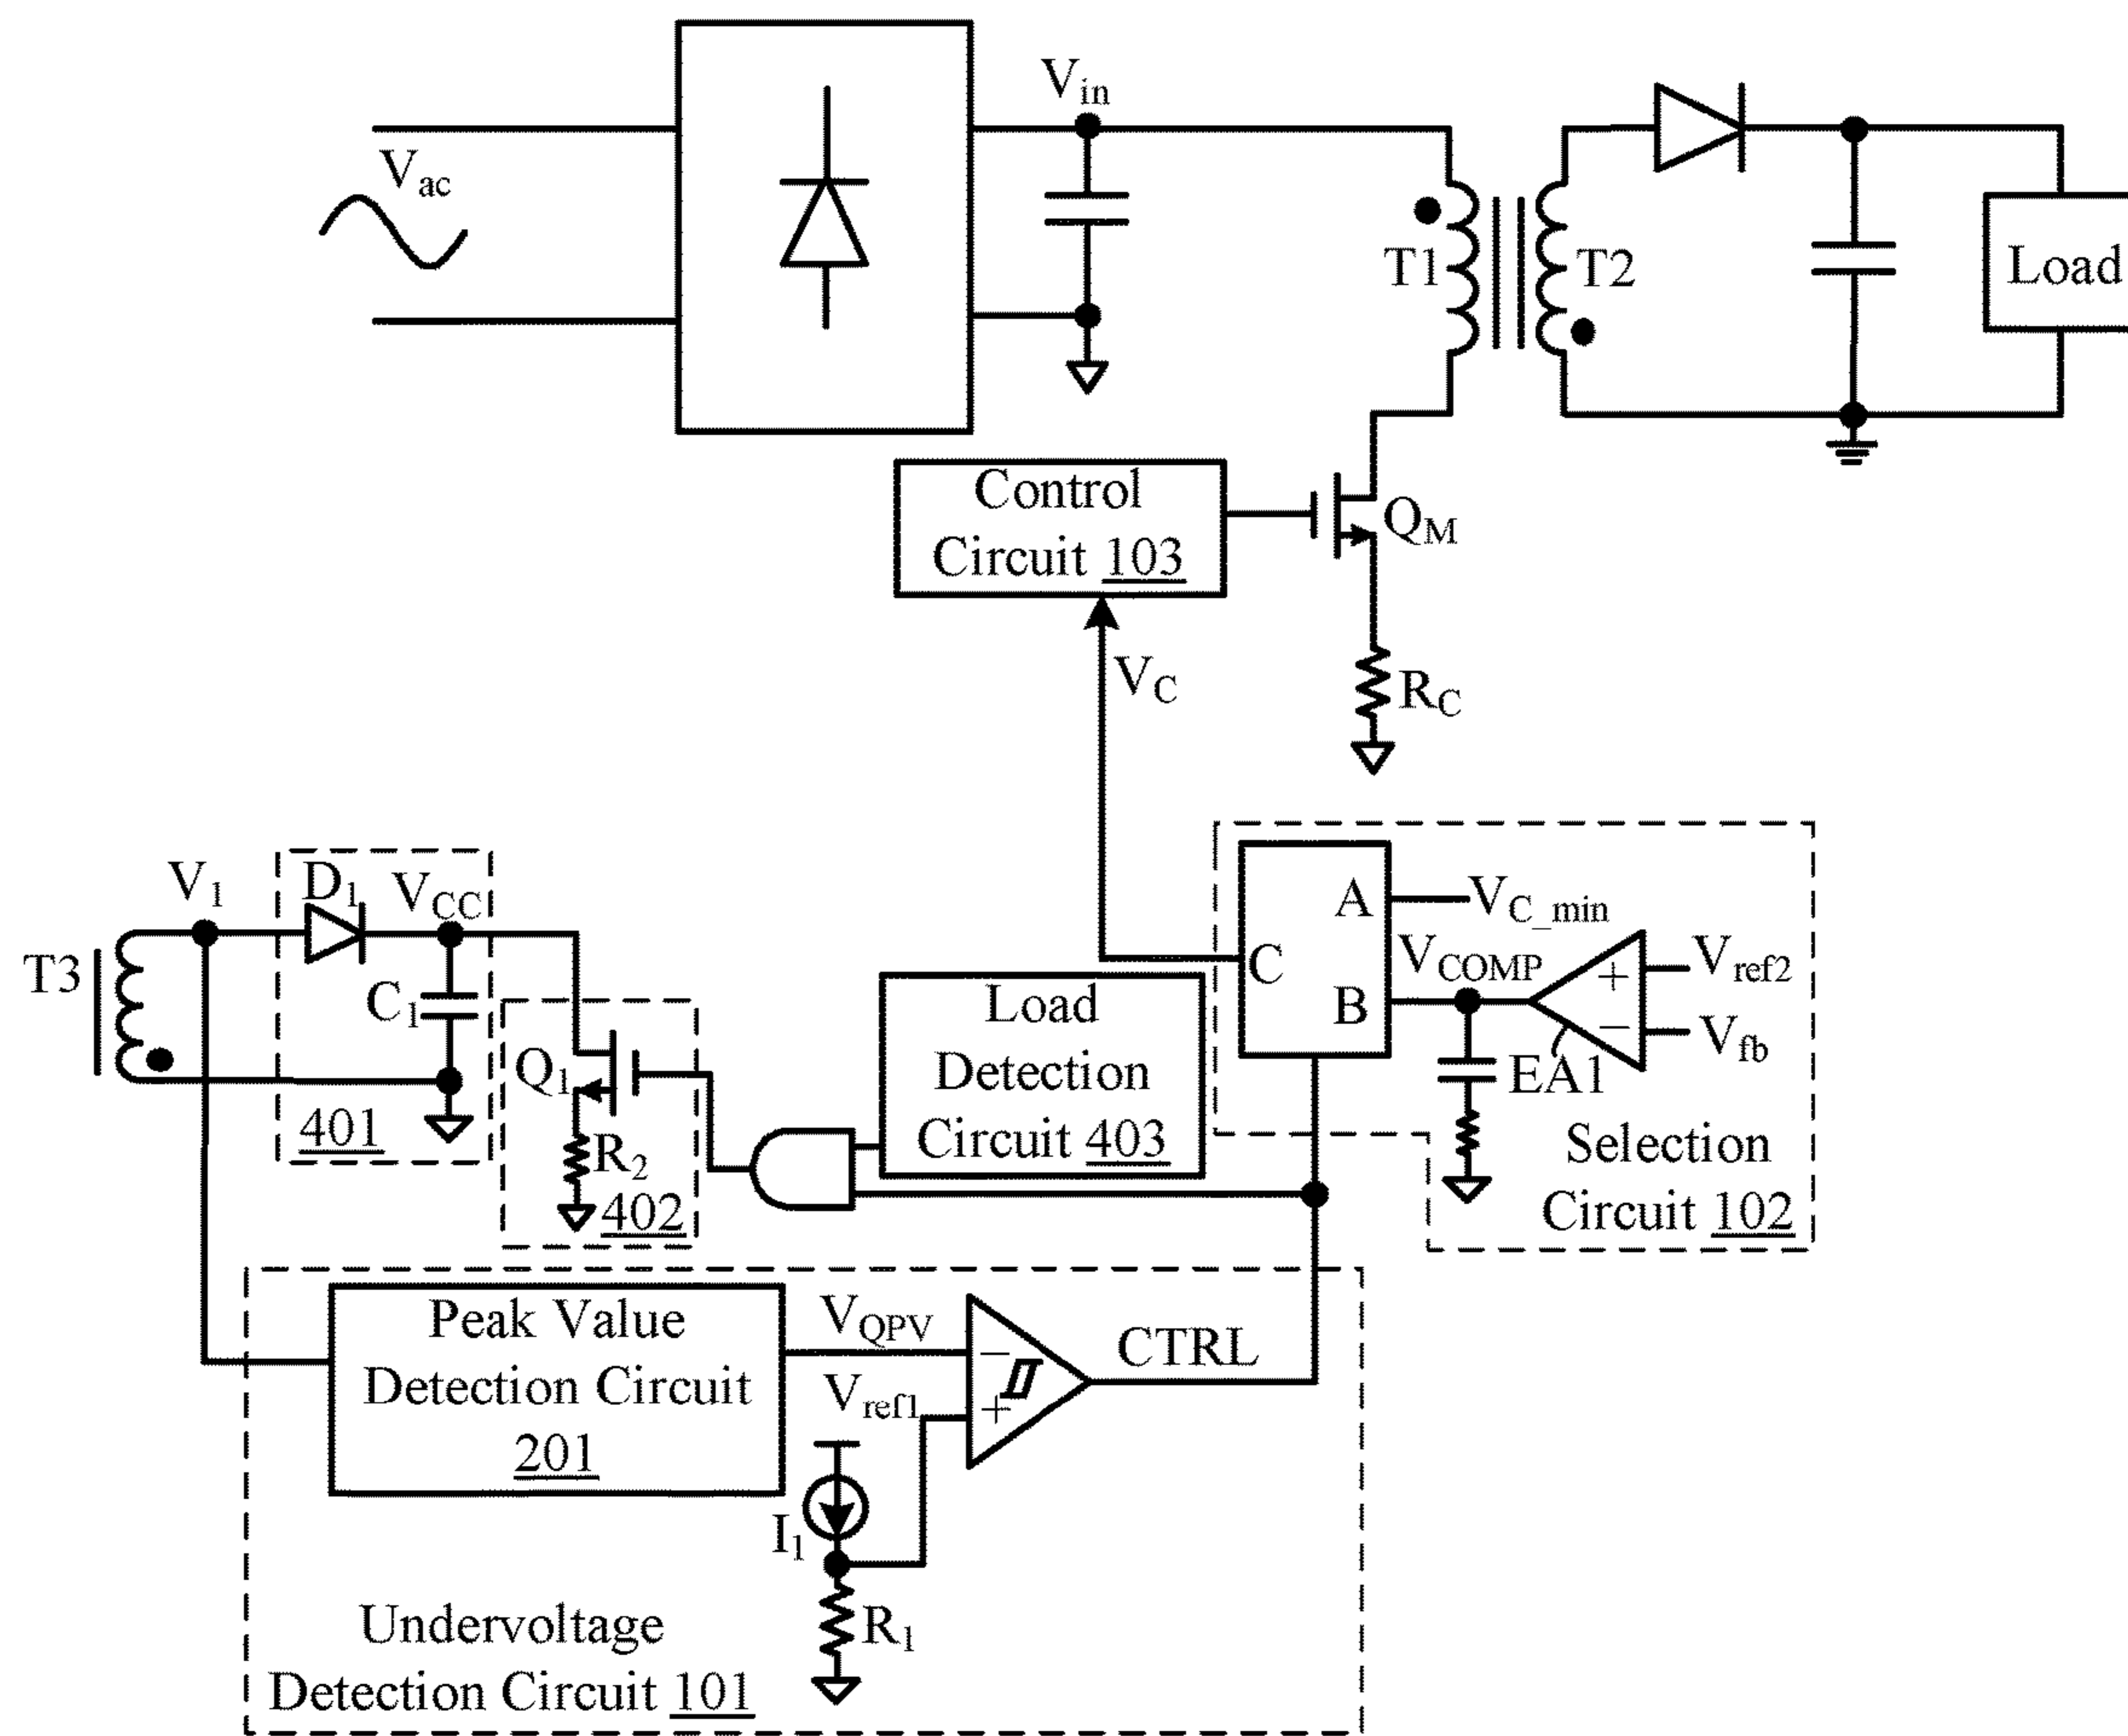 Vin
Vac
T1
T2
Load
Control
Circuit 103
QM
VC
RC
V1
D1
VCC
T3
C1
401
Q1
R2
402
Load
Detection
Circuit 403
A
VC_min
C
VCOMP
B
+
Vref2
−
Vfb
EA1
Selection
Circuit 102
Peak Value
Detection Circuit
201
VQPV
−
CTRL
Vref1
+
I1
R1
Undervoltage
Detection Circuit 101